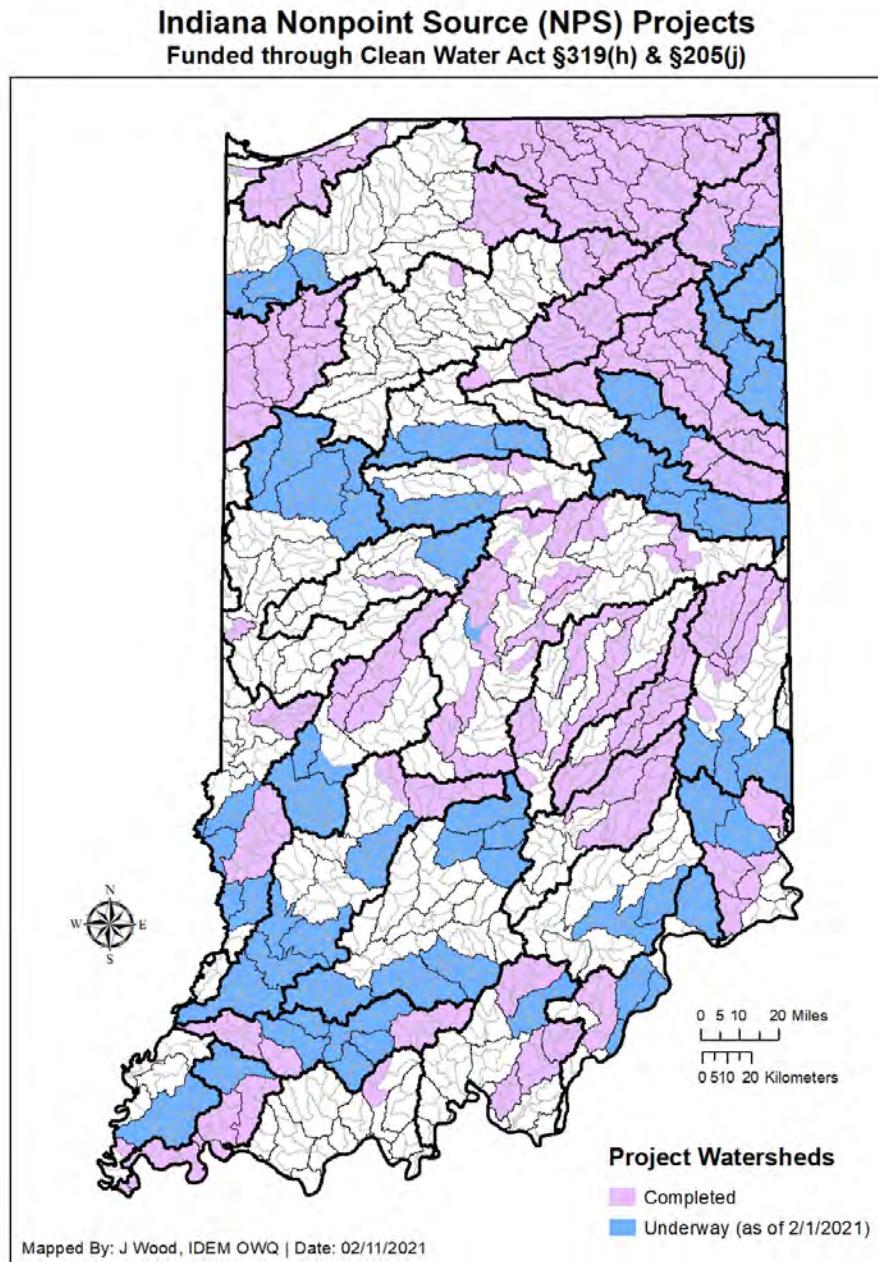 Indiana Nonpoint Source (NPS) Projects
Funded through Clean Water Act §319(h) & §205(j)
N
W E
S
0 5 10 20 Miles
0 5 10 20 Kilometers
Project Watersheds
Completed
Underway (as of 2/1/2021)
Mapped By: J Wood, IDEM OWQ | Date: 02/11/2021